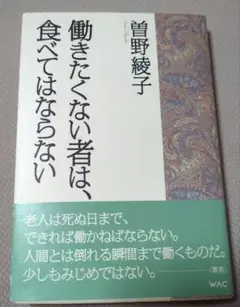 曽野綾子
働きたくない者は、
食べてはならない
老人は死ぬ日まで、
できれば働かねばならない。
人間とは倒れる瞬間まで働くものだ。
少しもみじめではない。
WAC